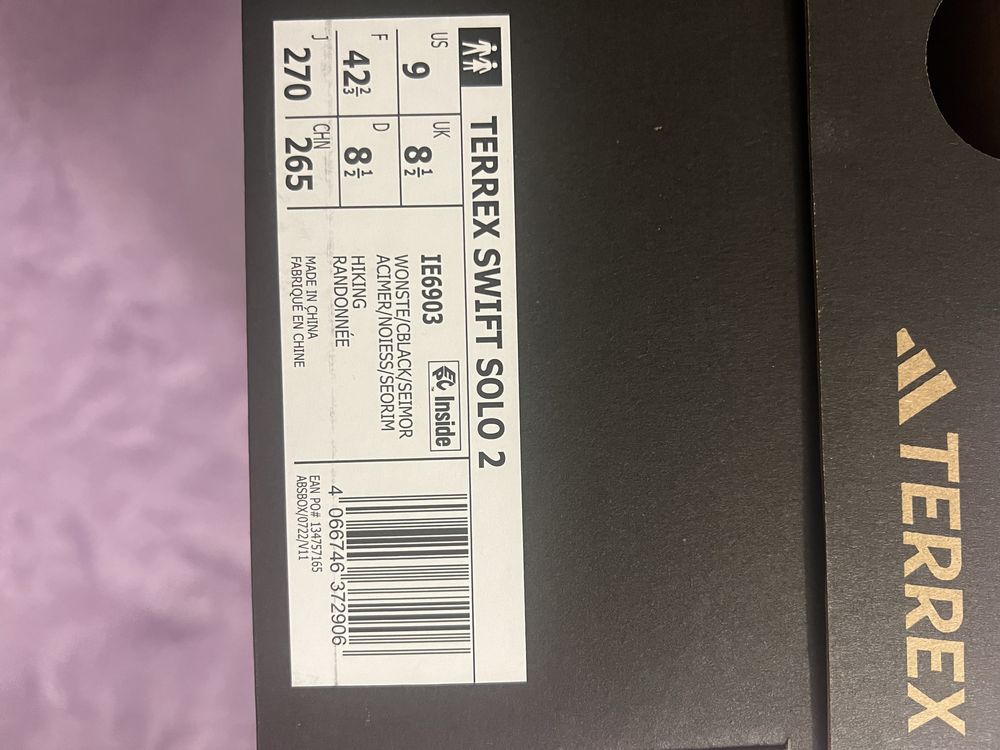 TERREX SWIFT SOLO 2
US 9
UK 8½
F 42⅔
D 8½
J 270
CHN 265
IE6903
Inside
WONSTE/CBLACK/SEIMOR
ACIMER/NOIESS/SEORIM
HIKING
RANDONNÉE
MADE IN CHINA
FABRIQUÉ EN CHINE
4 066746 372906
EAN PO# 134757165
ABSBOX/0722/V11
TERREX